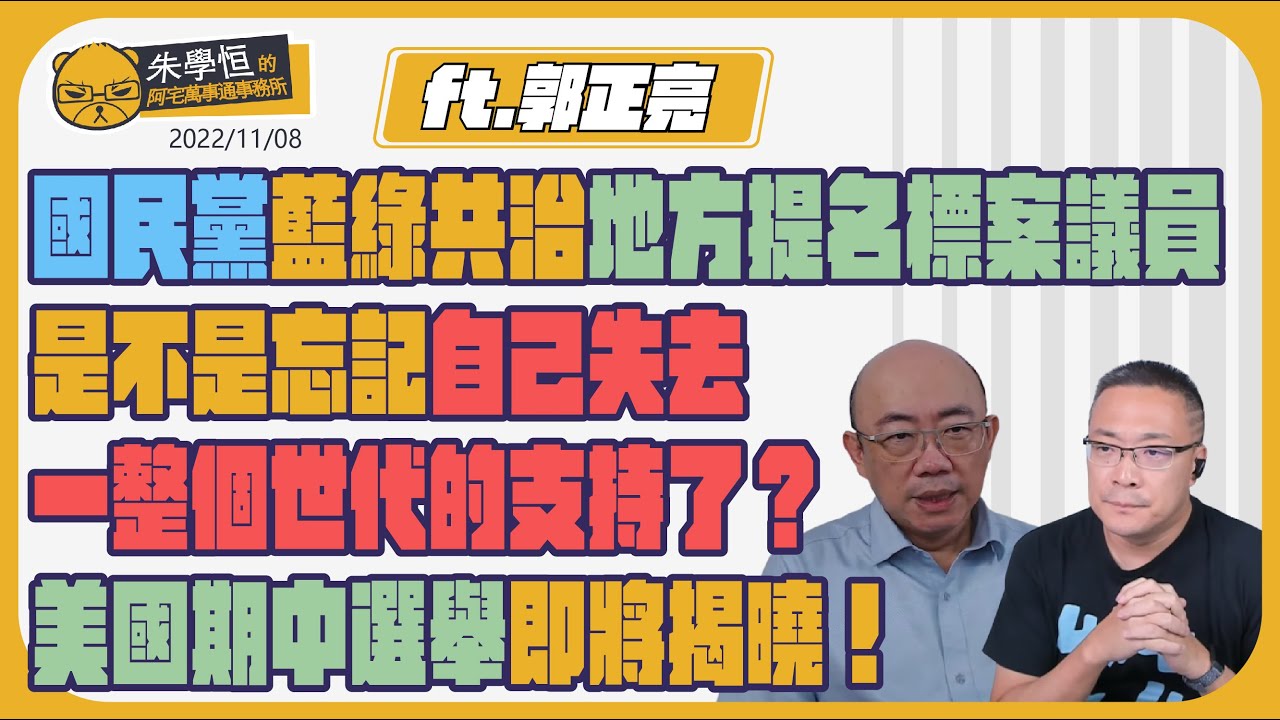 朱學恒的
阿宅萬事通事務所
2022/11/08
ft.郭正亮
國民黨藍綠共治地方提名標案議員
是不是忘記自己失去
一整個世代的支持了?
美國期中選舉即將揭曉!